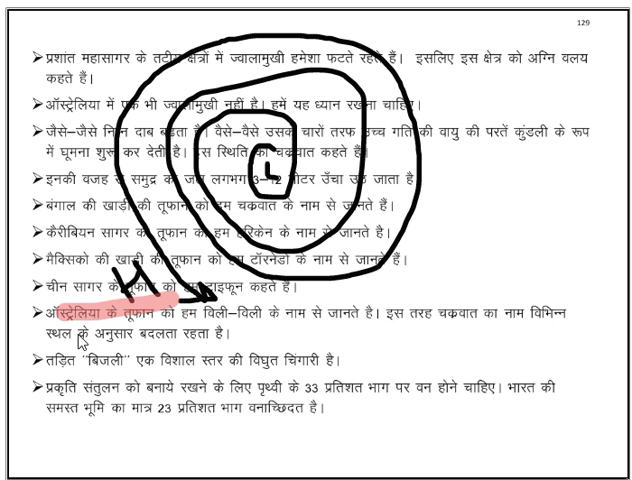 129
➢ प्रशांत महासागर के तटीय क्षेत्रों में ज्वालामुखी हमेशा फटते रहते हैं। इसलिए इस क्षेत्र को अग्नि वलय
कहते हैं।
➢ ऑस्ट्रेलिया में एक भी ज्वालामुखी नहीं है। हमें यह ध्यान रखना चाहिए।
➢ जैसे–जैसे निम्न दाब बढता है। वैसे–वैसे उसके चारों तरफ उच्च गति की वायु की परतें कुंडली के रूप
में घूमना शुरू कर देती है। इस स्थिति को चक्रवात कहते हैं।
➢ इनकी वजह से समुद्र का जल लगभग 3–12 मीटर उँचा उठ जाता है
➢ बंगाल की खाड़ी की तूफान को हम चक्रवात के नाम से जानते हैं।
➢ कैरीबियन सागर की तूफान को हम हरिकेन के नाम से जानते है।
➢ मैक्सिको की खाड़ी की तूफान को हम टॉरनेडो के नाम से जानते हैं।
➢ चीन सागर के तूफान को हम टाइफून कहते हैं।
H
L
➢ ऑस्ट्रेलिया के तूफान को हम विली–विली के नाम से जानते है। इस तरह चक्रवात का नाम विभिन्न
स्थल के अनुसार बदलता रहता है।
➢ तड़ित "बिजली" एक विशाल स्तर की विघुत चिंगारी है।
➢ प्रकृति संतुलन को बनाये रखने के लिए पृथ्वी के 33 प्रतिशत भाग पर वन होने चाहिए। भारत की
समस्त भूमि का मात्र 23 प्रतिशत भाग वनाच्छिदत है।